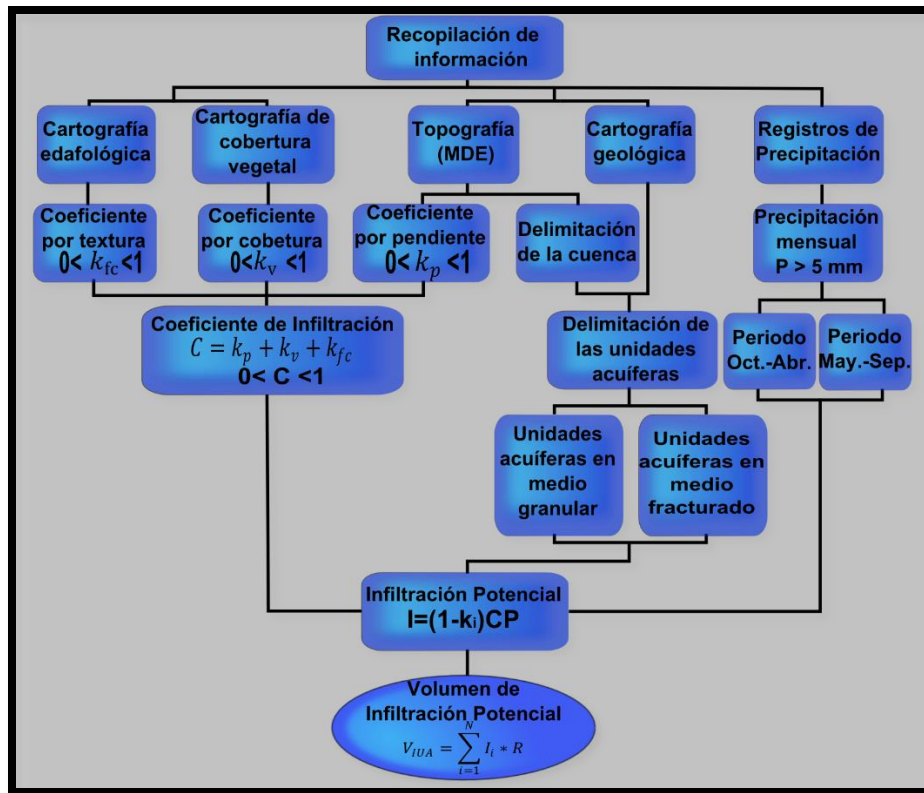 Recopilación de
información
Cartografía
edafológica
Cartografía de
cobertura
vegetal
Topografía
(MDE)
Cartografía
geológica
Registros de
Precipitación
Coeficiente
por textura
0< k_fc <1
Coeficiente
por cobetura
0<k_v <1
Coeficiente
por pendiente
0< k_p <1
Delimitación
de la cuenca
Precipitación
mensual
P > 5 mm
Coeficiente de Infiltración
C = k_p + k_v + k_fc
0< C <1
Delimitación de
las unidades
acuíferas
Periodo
Oct.-Abr.
Periodo
May.-Sep.
Unidades
acuíferas en
medio
granular
Unidades
acuíferas en
medio
fracturado
Infiltración Potencial
I=(1-ki)CP
Volumen de
Infiltración Potencial
V_IUA = ∑_{i=1}^{N} I_i * R